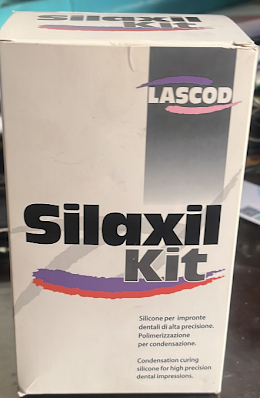 Silaxil
Kit
LASCOD
Silaxil
Kit
Silicone per impronte
dentali di alta precisione.
Polimerizzazione
per condensazione.
Condensation curing
silicone for high precision
dental impressions.